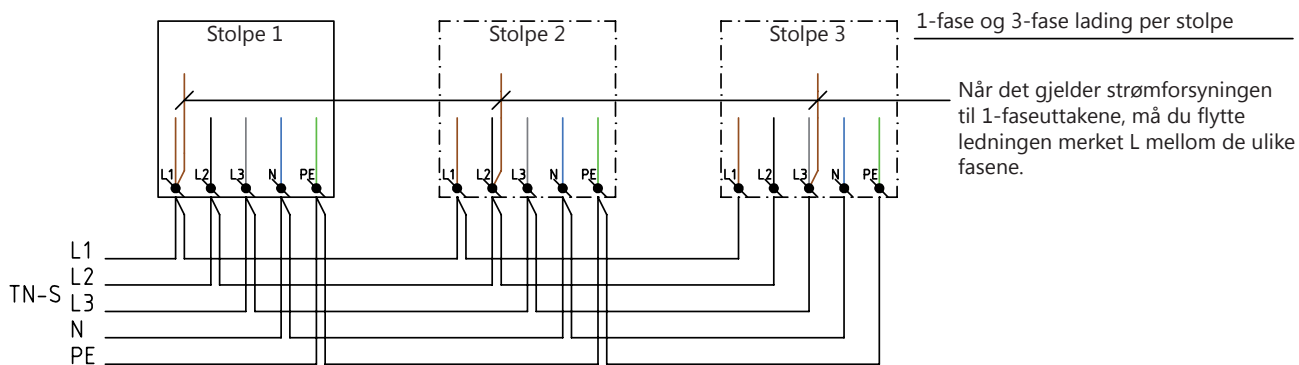 Stolpe 1
Stolpe 2
Stolpe 3
1-fase og 3-fase lading per stolpe
Når det gjelder strømforsyningen
til 1-faseuttakene, må du flytte
ledningen merket L mellom de ulike
fasene.
L1 L2 L3 N PE
L1 L2 L3 N PE
L1 L2 L3 N PE
L1
L2
TN-S
L3
N
PE